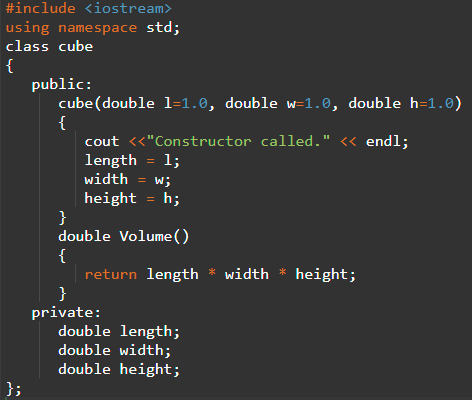 #include <iostream>
using namespace std;
class cube
{
   public:
      cube(double l=1.0, double w=1.0, double h=1.0)
      {
         cout <<"Constructor called." << endl;
         length = l;
         width = w;
         height = h;
      }
      double Volume()
      {
         return length * width * height;
      }
   private:
      double length;
      double width;
      double height;
};